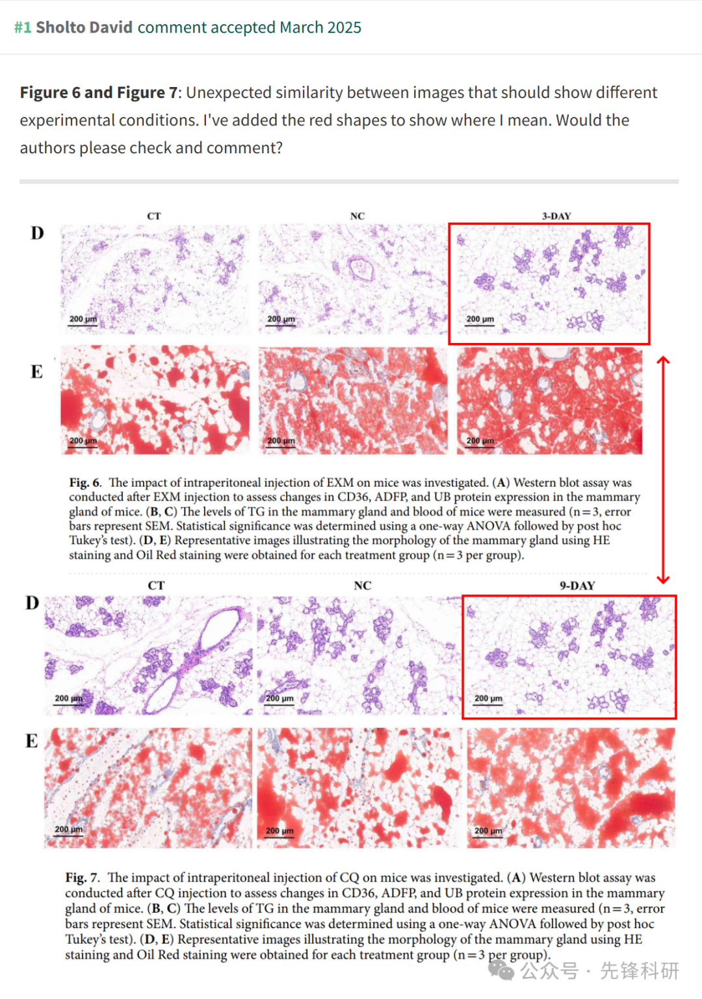 #1 Sholto David comment accepted March 2025
Figure 6 and Figure 7: Unexpected similarity between images that should show different
experimental conditions. I've added the red shapes to show where I mean. Would the
authors please check and comment?
CT NC 3-DAY
D
200 μm 200 μm 200 μm
E
200 μm 200 μm 200 μm
Fig. 6. The impact of intraperitoneal injection of EXM on mice was investigated. (A) Western blot assay was
conducted after EXM injection to assess changes in CD36, ADFP, and UB protein expression in the mammary
gland of mice. (B, C) The levels of TG in the mammary gland and blood of mice were measured (n=3, error
bars represent SEM. Statistical significance was determined using a one-way ANOVA followed by post hoc
Tukey's test). (D, E) Representative images illustrating the morphology of the mammary gland using HE
staining and Oil Red staining were obtained for each treatment group (n=3 per group).
CT NC 9-DAY
D
200 μm 200 μm 200 μm
E
200 μm 200 μm 200 μm
Fig. 7. The impact of intraperitoneal injection of CQ on mice was investigated. (A) Western blot assay was
conducted after CQ injection to assess changes in CD36, ADFP, and UB protein expression in the mammary
gland of mice. (B, C) The levels of TG in the mammary gland and blood of mice were measured (n=3, error
bars represent SEM. Statistical significance was determined using a one-way ANOVA followed by post hoc
Tukey's test). (D, E) Representative images illustrating the morphology of the mammary gland using HE
staining and Oil Red staining were obtained for each treatment group (n=3 per group).
公众号 · 先锋科研